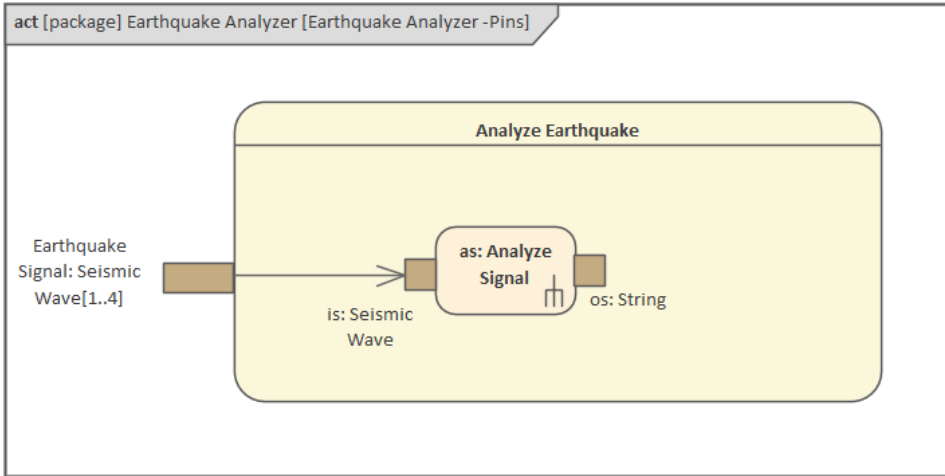 act [package] Earthquake Analyzer [Earthquake Analyzer -Pins]
Analyze Earthquake
Earthquake
Signal: Seismic
Wave[1..4]
as: Analyze
Signal
is: Seismic
Wave
os: String